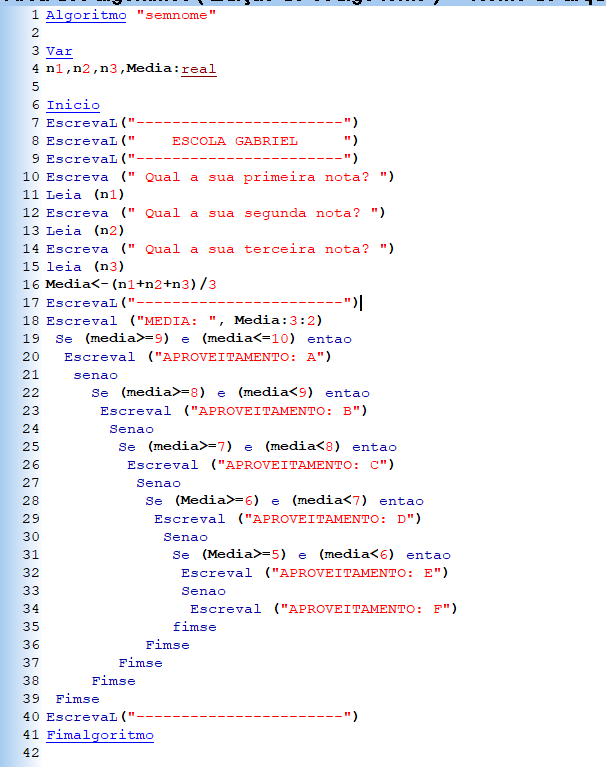 1 Algoritmo "semnome"
2
3 Var
4 n1,n2,n3,Media:real
5
6 Inicio
7 EscrevaL("-----------------------")
8 EscrevaL("    ESCOLA GABRIEL     ")
9 EscrevaL("-----------------------")
10 Escreva (" Qual a sua primeira nota? ")
11 Leia (n1)
12 Escreva (" Qual a sua segunda nota? ")
13 Leia (n2)
14 Escreva (" Qual a sua terceira nota? ")
15 leia (n3)
16 Media<-(n1+n2+n3)/3
17 EscrevaL("-----------------------")
18 Escreval ("MEDIA: ", Media:3:2)
19  Se (media>=9) e (media<=10) entao
20   Escreval ("APROVEITAMENTO: A")
21    senao
22      Se (media>=8) e (media<9) entao
23       Escreval ("APROVEITAMENTO: B")
24        Senao
25         Se (media>=7) e (media<8) entao
26          Escreval ("APROVEITAMENTO: C")
27           Senao
28            Se (Media>=6) e (media<7) entao
29             Escreval ("APROVEITAMENTO: D")
30              Senao
31               Se (Media>=5) e (media<6) entao
32                Escreval ("APROVEITAMENTO: E")
33                Senao
34                 Escreval ("APROVEITAMENTO: F")
35               fimse
36            Fimse
37         Fimse
38      Fimse
39  Fimse
40 EscrevaL("-----------------------")
41 Fimalgoritmo
42